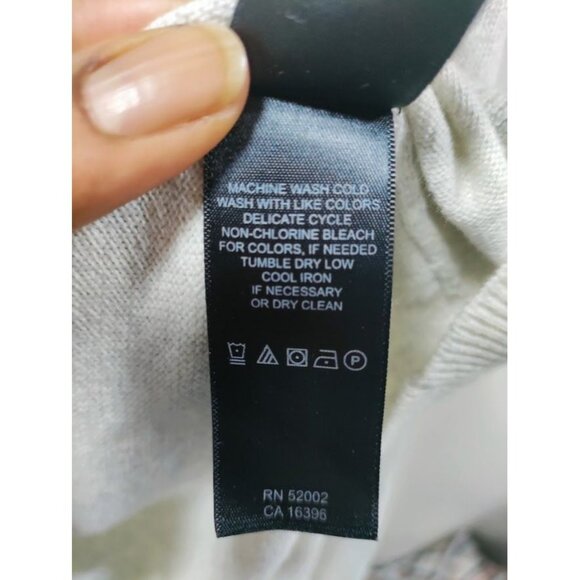 MACHINE WASH COLD
WASH WITH LIKE COLORS
DELICATE CYCLE
NON-CHLORINE BLEACH
FOR COLORS, IF NEEDED
TUMBLE DRY LOW
COOL IRON
IF NECESSARY
OR DRY CLEAN
P
RN 52002
CA 16396